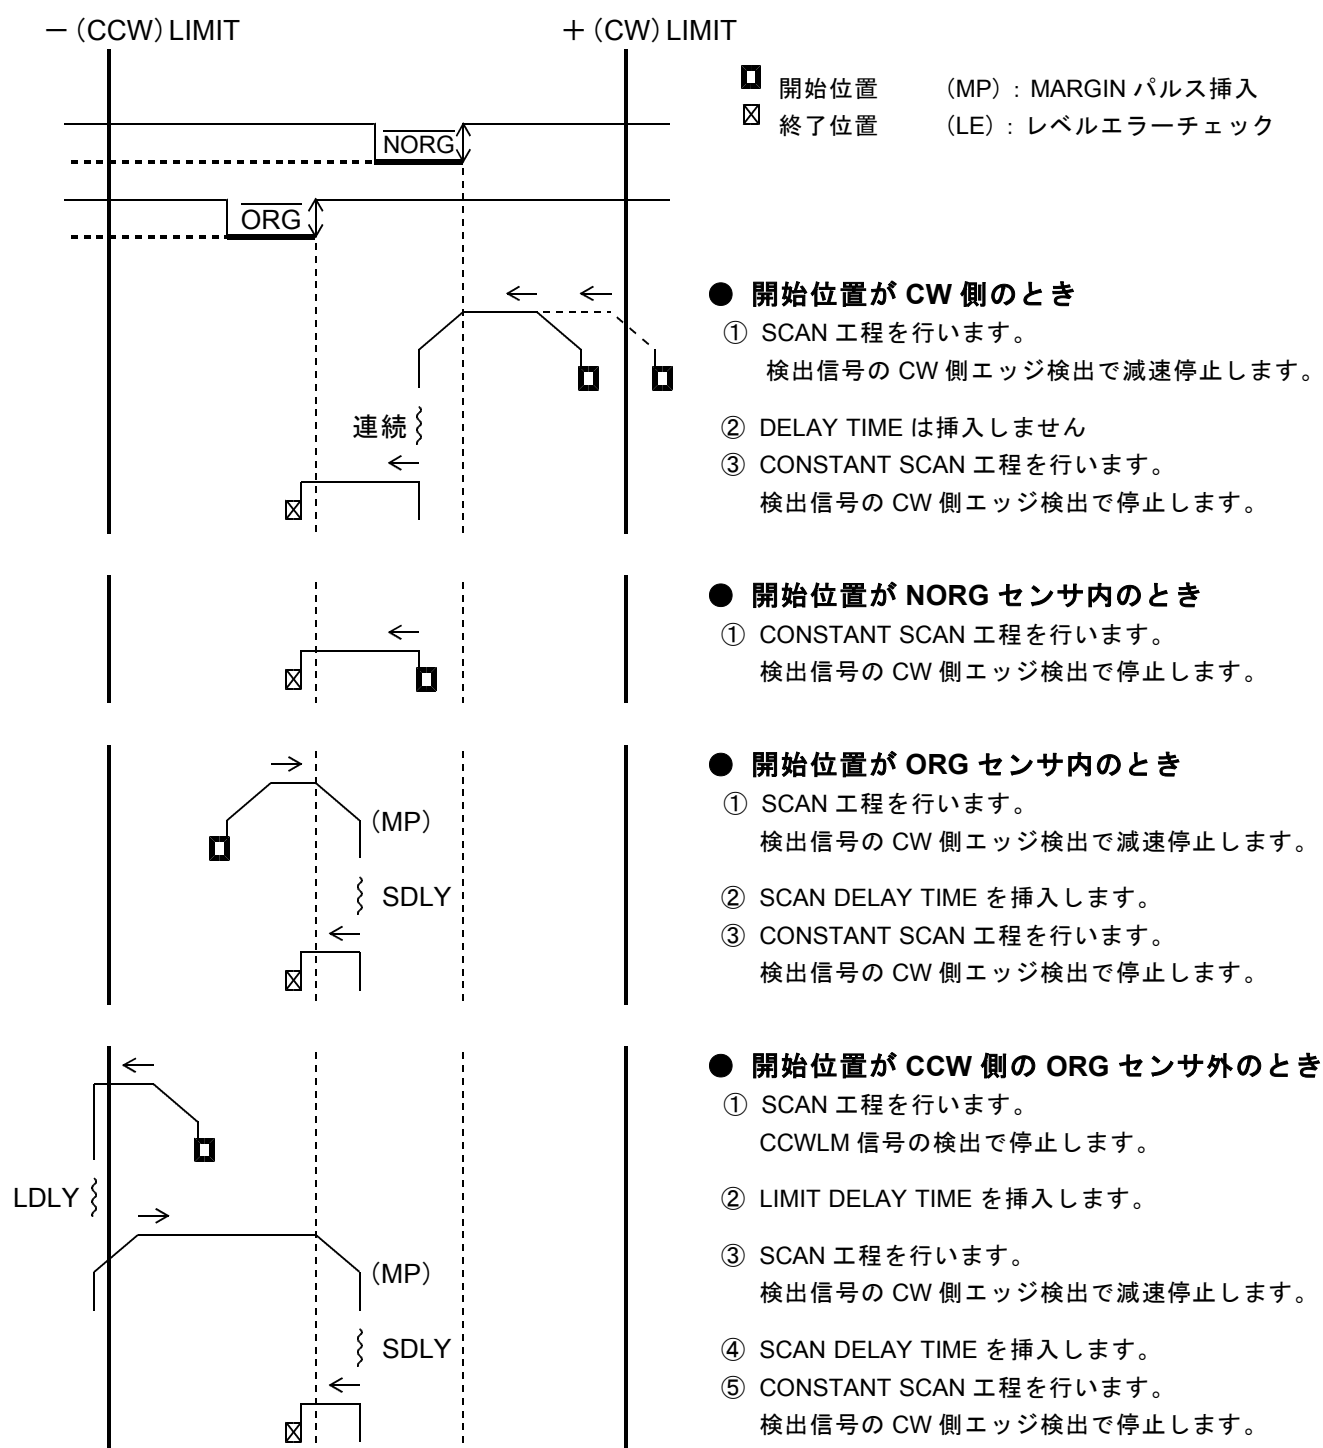 －(CCW)LIMIT
＋(CW)LIMIT
開始位置 (MP)：MARGIN パルス挿入
終了位置 (LE)：レベルエラーチェック
NORG
ORG
● 開始位置が CW 側のとき
① SCAN 工程を行います。
検出信号の CW 側エッジ検出で減速停止します。
② DELAY TIME は挿入しません
③ CONSTANT SCAN 工程を行います。
検出信号の CW 側エッジ検出で停止します。
連続
● 開始位置が NORG センサ内のとき
① CONSTANT SCAN 工程を行います。
検出信号の CW 側エッジ検出で停止します。
● 開始位置が ORG センサ内のとき
① SCAN 工程を行います。
検出信号の CW 側エッジ検出で減速停止します。
② SCAN DELAY TIME を挿入します。
③ CONSTANT SCAN 工程を行います。
検出信号の CW 側エッジ検出で停止します。
(MP)
SDLY
● 開始位置が CCW 側の ORG センサ外のとき
① SCAN 工程を行います。
CCWLM 信号の検出で停止します。
② LIMIT DELAY TIME を挿入します。
③ SCAN 工程を行います。
検出信号の CW 側エッジ検出で減速停止します。
④ SCAN DELAY TIME を挿入します。
⑤ CONSTANT SCAN 工程を行います。
検出信号の CW 側エッジ検出で停止します。
LDLY
(MP)
SDLY